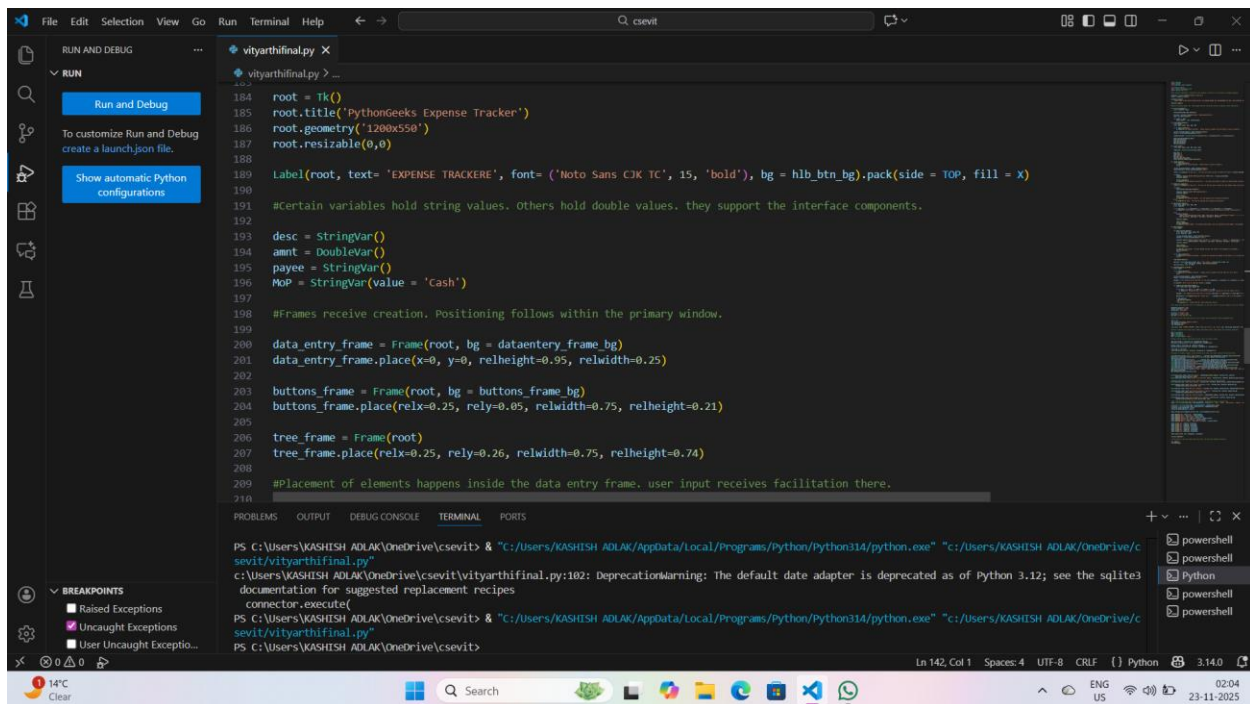 File Edit Selection View Go Run Terminal Help
csevit
RUN AND DEBUG
RUN
Run and Debug
To customize Run and Debug
create a launch.json file.
Show automatic Python
configurations
vityarthifinal.py
vityarthifinal.py > ...
184 root = Tk()
185 root.title('PythonGeeks Expense Tracker')
186 root.geometry('1200x550')
187 root.resizable(0,0)
188
189 Label(root, text= 'EXPENSE TRACKERE', font= ('Noto Sans CJK TC', 15, 'bold'), bg = hlb_btn_bg).pack(side = TOP, fill = X)
190
191 #Certain variables hold string values. Others hold double values. they support the interface components.
192
193 desc = StringVar()
194 amnt = DoubleVar()
195 payee = StringVar()
196 MoP = StringVar(value = 'Cash')
197
198 #Frames receive creation. Positioning follows within the primary window.
199
200 data_entry_frame = Frame(root, bg = dataentery_frame_bg)
201 data_entry_frame.place(x=0, y=0, relheight=0.95, relwidth=0.25)
202
203 buttons_frame = Frame(root, bg = buttons_frame_bg)
204 buttons_frame.place(relx=0.25, rely=0.05, relwidth=0.75, relheight=0.21)
205
206 tree_frame = Frame(root)
207 tree_frame.place(relx=0.25, rely=0.26, relwidth=0.75, relheight=0.74)
208
209 #Placement of elements happens inside the data entry frame. user input receives facilitation there.
210
PROBLEMS OUTPUT DEBUG CONSOLE TERMINAL PORTS
PS C:\Users\KASHISH ADLAK\OneDrive\csevit> & "C:/Users/KASHISH ADLAK/AppData/Local/Programs/Python/Python314/python.exe" "c:/Users/KASHISH ADLAK/OneDrive/c
sevit/vityarthifinal.py"
c:\Users\KASHISH ADLAK\OneDrive\csevit\vityarthifinal.py:102: DeprecationWarning: The default date adapter is deprecated as of Python 3.12; see the sqlite3
documentation for suggested replacement recipes
connector.execute(
PS C:\Users\KASHISH ADLAK\OneDrive\csevit> & "C:/Users/KASHISH ADLAK/AppData/Local/Programs/Python/Python314/python.exe" "c:/Users/KASHISH ADLAK/OneDrive/c
sevit/vityarthifinal.py"
PS C:\Users\KASHISH ADLAK\OneDrive\csevit>
powershell
powershell
Python
powershell
powershell
BREAKPOINTS
Raised Exceptions
Uncaught Exceptions
User Uncaught Exceptio...
0 0
Ln 142, Col 1 Spaces: 4 UTF-8 CRLF {} Python 3.14.0
1
14°C
Clear
Search
ENG
US
02:04
23-11-2025